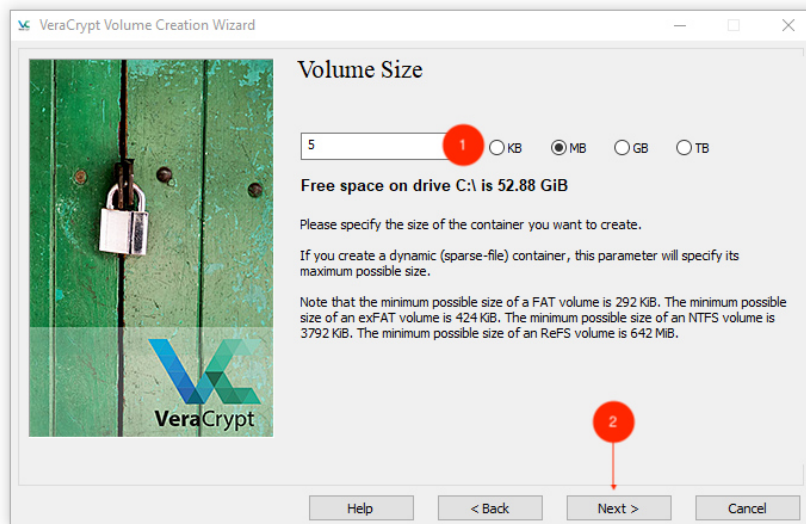 VeraCrypt Volume Creation Wizard
Volume Size
5
1
KB
MB
GB
TB
Free space on drive C:\ is 52.88 GiB
Please specify the size of the container you want to create.
If you create a dynamic (sparse-file) container, this parameter will specify its
maximum possible size.
Note that the minimum possible size of a FAT volume is 292 KiB. The minimum possible
size of an exFAT volume is 424 KiB. The minimum possible size of an NTFS volume is
3792 KiB. The minimum possible size of an ReFS volume is 642 MiB.
VeraCrypt
2
Help
< Back
Next >
Cancel